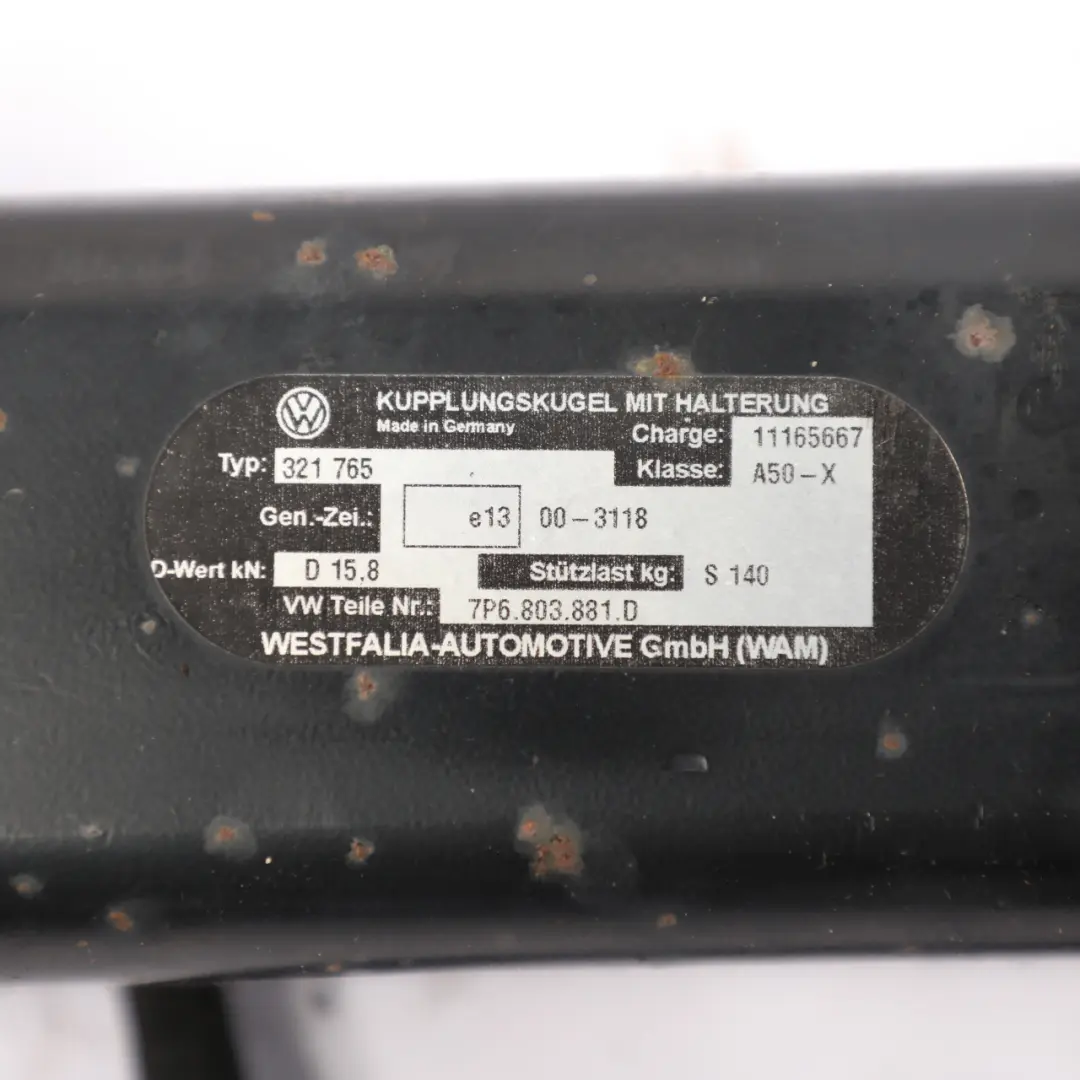 KUPPLUNGSKUGEL MIT HALTERUNG
Made in Germany
Charge: 11165667
Typ: 321 765
Klasse: A50-X
Gen.-Zei.: e13 00-3118
D-Wert kN: D 15.8 Stützlast kg: S 140
VW Teile Nr.: 7P6.803.881.D
WESTFALIA-AUTOMOTIVE GmbH (WAM)